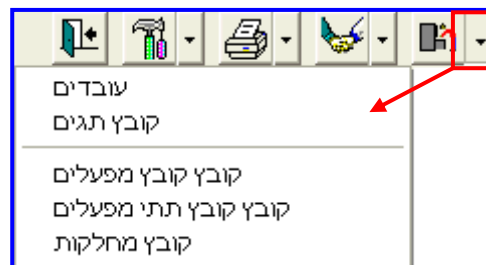 עובדים
קובץ תגים
קובץ קובץ מפעלים
קובץ קובץ תתי מפעלים
קובץ מחלקות